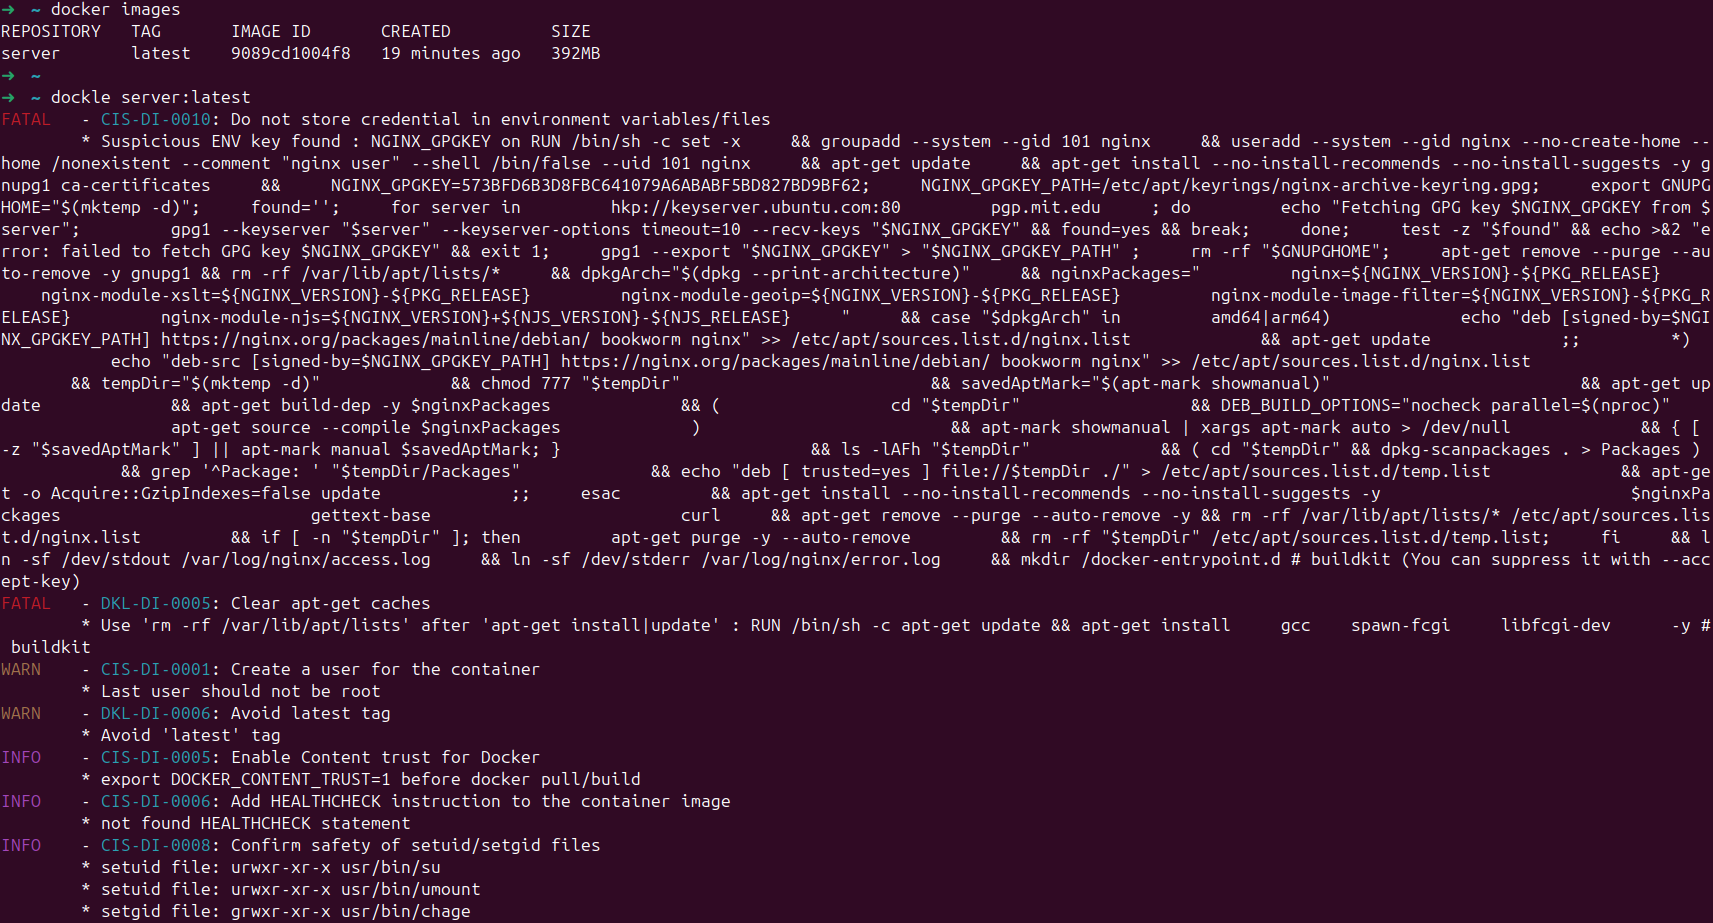 ➜  ~ docker images
REPOSITORY   TAG       IMAGE ID       CREATED          SIZE
server       latest    9089cd1004f8   19 minutes ago   392MB
➜  ~
➜  ~ dockle server:latest
FATAL   - CIS-DI-0010: Do not store credential in environment variables/files
        * Suspicious ENV key found : NGINX_GPGKEY on RUN /bin/sh -c set -x     && groupadd --system --gid 101 nginx     && useradd --system --gid nginx --no-create-home --
home /nonexistent --comment "nginx user" --shell /bin/false --uid 101 nginx     && apt-get update     && apt-get install --no-install-recommends --no-install-suggests -y g
nupg1 ca-certificates     &&     NGINX_GPGKEY=573BFD6B3D8FBC641079A6ABABF5BD827BD9BF62;     NGINX_GPGKEY_PATH=/etc/apt/keyrings/nginx-archive-keyring.gpg;     export GNUPG
HOME="$(mktemp -d)";     found='';     for server in         hkp://keyserver.ubuntu.com:80         pgp.mit.edu     ; do         echo "Fetching GPG key $NGINX_GPGKEY from $
server";         gpg1 --keyserver "$server" --keyserver-options timeout=10 --recv-keys "$NGINX_GPGKEY" && found=yes && break;     done;     test -z "$found" && echo >&2 "e
rror: failed to fetch GPG key $NGINX_GPGKEY" && exit 1;     gpg1 --export "$NGINX_GPGKEY" > "$NGINX_GPGKEY_PATH" ;     rm -rf "$GNUPGHOME";     apt-get remove --purge --au
to-remove -y gnupg1 && rm -rf /var/lib/apt/lists/*     && dpkgArch="$(dpkg --print-architecture)"     && nginxPackages="         nginx=${NGINX_VERSION}-${PKG_RELEASE}
    nginx-module-xslt=${NGINX_VERSION}-${PKG_RELEASE}         nginx-module-geoip=${NGINX_VERSION}-${PKG_RELEASE}         nginx-module-image-filter=${NGINX_VERSION}-${PKG_R
ELEASE}         nginx-module-njs=${NGINX_VERSION}+${NJS_VERSION}-${NJS_RELEASE}     "     && case "$dpkgArch" in         amd64|arm64)             echo "deb [signed-by=$NGI
NX_GPGKEY_PATH] https://nginx.org/packages/mainline/debian/ bookworm nginx" >> /etc/apt/sources.list.d/nginx.list             && apt-get update             ;;         *)
           echo "deb-src [signed-by=$NGINX_GPGKEY_PATH] https://nginx.org/packages/mainline/debian/ bookworm nginx" >> /etc/apt/sources.list.d/nginx.list
       && tempDir="$(mktemp -d)"             && chmod 777 "$tempDir"                         && savedAptMark="$(apt-mark showmanual)"                         && apt-get up
date             && apt-get build-dep -y $nginxPackages             && (                 cd "$tempDir"                 && DEB_BUILD_OPTIONS="nocheck parallel=$(nproc)"
                 apt-get source --compile $nginxPackages             )                         && apt-mark showmanual | xargs apt-mark auto > /dev/null             && { [
-z "$savedAptMark" ] || apt-mark manual $savedAptMark; }                         && ls -lAFh "$tempDir"             && ( cd "$tempDir" && dpkg-scanpackages . > Packages )
            && grep '^Package: ' "$tempDir/Packages"             && echo "deb [ trusted=yes ] file://$tempDir ./" > /etc/apt/sources.list.d/temp.list             && apt-ge
t -o Acquire::GzipIndexes=false update             ;;     esac         && apt-get install --no-install-recommends --no-install-suggests -y                         $nginxPa
ckages                         gettext-base                         curl     && apt-get remove --purge --auto-remove -y && rm -rf /var/lib/apt/lists/* /etc/apt/sources.lis
t.d/nginx.list         && if [ -n "$tempDir" ]; then         apt-get purge -y --auto-remove         && rm -rf "$tempDir" /etc/apt/sources.list.d/temp.list;     fi     && l
n -sf /dev/stdout /var/log/nginx/access.log     && ln -sf /dev/stderr /var/log/nginx/error.log     && mkdir /docker-entrypoint.d # buildkit (You can suppress it with --acc
ept-key)
FATAL   - DKL-DI-0005: Clear apt-get caches
        * Use 'rm -rf /var/lib/apt/lists' after 'apt-get install|update' : RUN /bin/sh -c apt-get update && apt-get install     gcc    spawn-fcgi     libfcgi-dev      -y #
 buildkit
WARN    - CIS-DI-0001: Create a user for the container
        * Last user should not be root
WARN    - DKL-DI-0006: Avoid latest tag
        * Avoid 'latest' tag
INFO    - CIS-DI-0005: Enable Content trust for Docker
        * export DOCKER_CONTENT_TRUST=1 before docker pull/build
INFO    - CIS-DI-0006: Add HEALTHCHECK instruction to the container image
        * not found HEALTHCHECK statement
INFO    - CIS-DI-0008: Confirm safety of setuid/setgid files
        * setuid file: urwxr-xr-x usr/bin/su
        * setuid file: urwxr-xr-x usr/bin/umount
        * setgid file: grwxr-xr-x usr/bin/chage